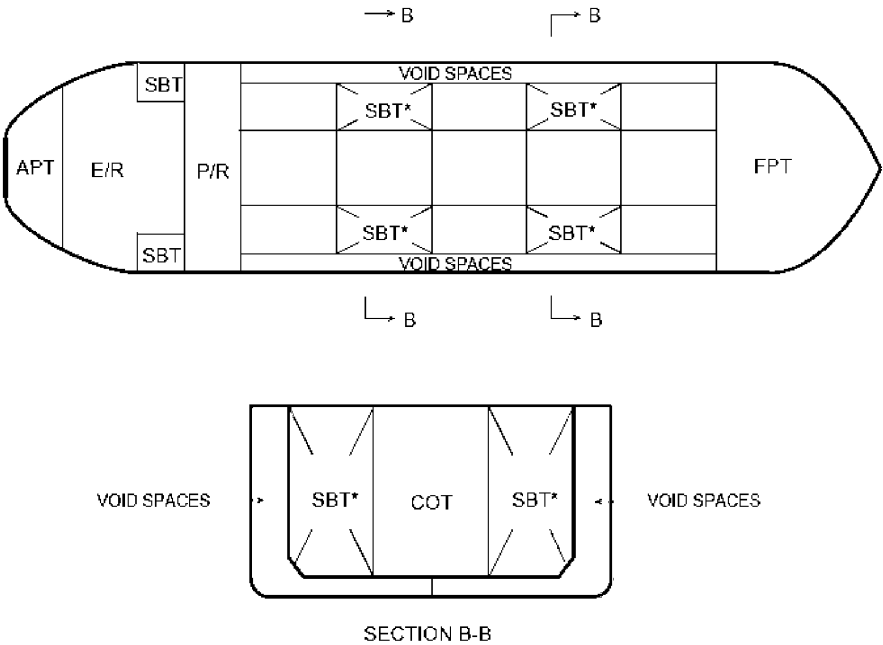 B B
VOID SPACES
SBT
SBT* SBT*
APT E/R P/R FPT
SBT* SBT*
SBT
VOID SPACES
B B
VOID SPACES SBT* COT SBT* VOID SPACES
SECTION B-B